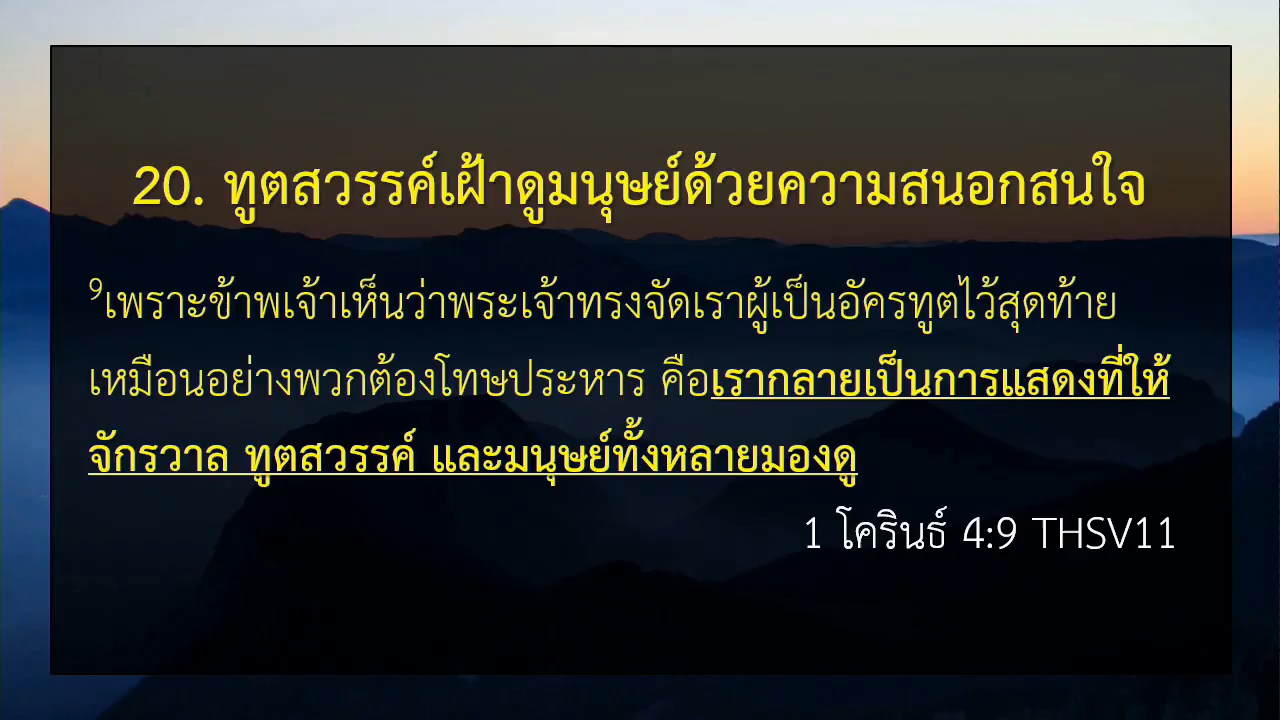 20. ทูตสวรรค์เฝ้าดูมนุษย์ด้วยความสนอกสนใจ
9เพราะข้าพเจ้าเห็นว่าพระเจ้าทรงจัดเราผู้เป็นอัครทูตไว้สุดท้าย
เหมือนอย่างพวกต้องโทษประหาร คือเรากลายเป็นการแสดงที่ให้
จักรวาล ทูตสวรรค์ และมนุษย์ทั้งหลายมองดู
1 โครินธ์ 4:9 THSV11